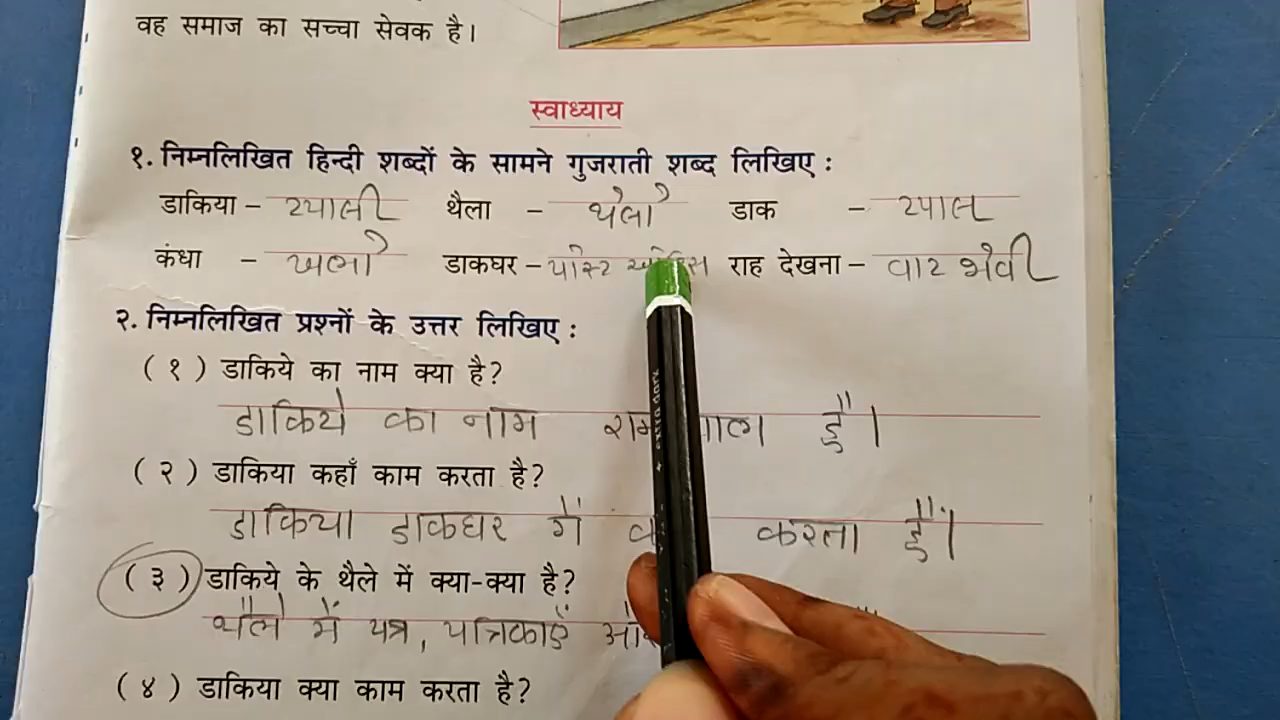 वह समाज का सच्चा सेवक है।
स्वाध्याय
१. निम्नलिखित हिन्दी शब्दों के सामने गुजराती शब्द लिखिए :
डाकिया – ટપાલી थैला – થેલો डाक – ટપાલ
कंधा – ખભો डाकघर – પોસ્ટ राह देखना – વાટ જોવી
२. निम्नलिखित प्रश्नों के उत्तर लिखिए :
( १ ) डाकिये का नाम क्या है?
डाकिये का नाम है।
( २ ) डाकिया कहाँ काम करता है?
डाकिया डाकघर में करता हैं।
( ३ ) डाकिये के थैले में क्या-क्या है?
थैले में पत्र, पत्रिकाएँ
( ४ ) डाकिया क्या काम करता है?